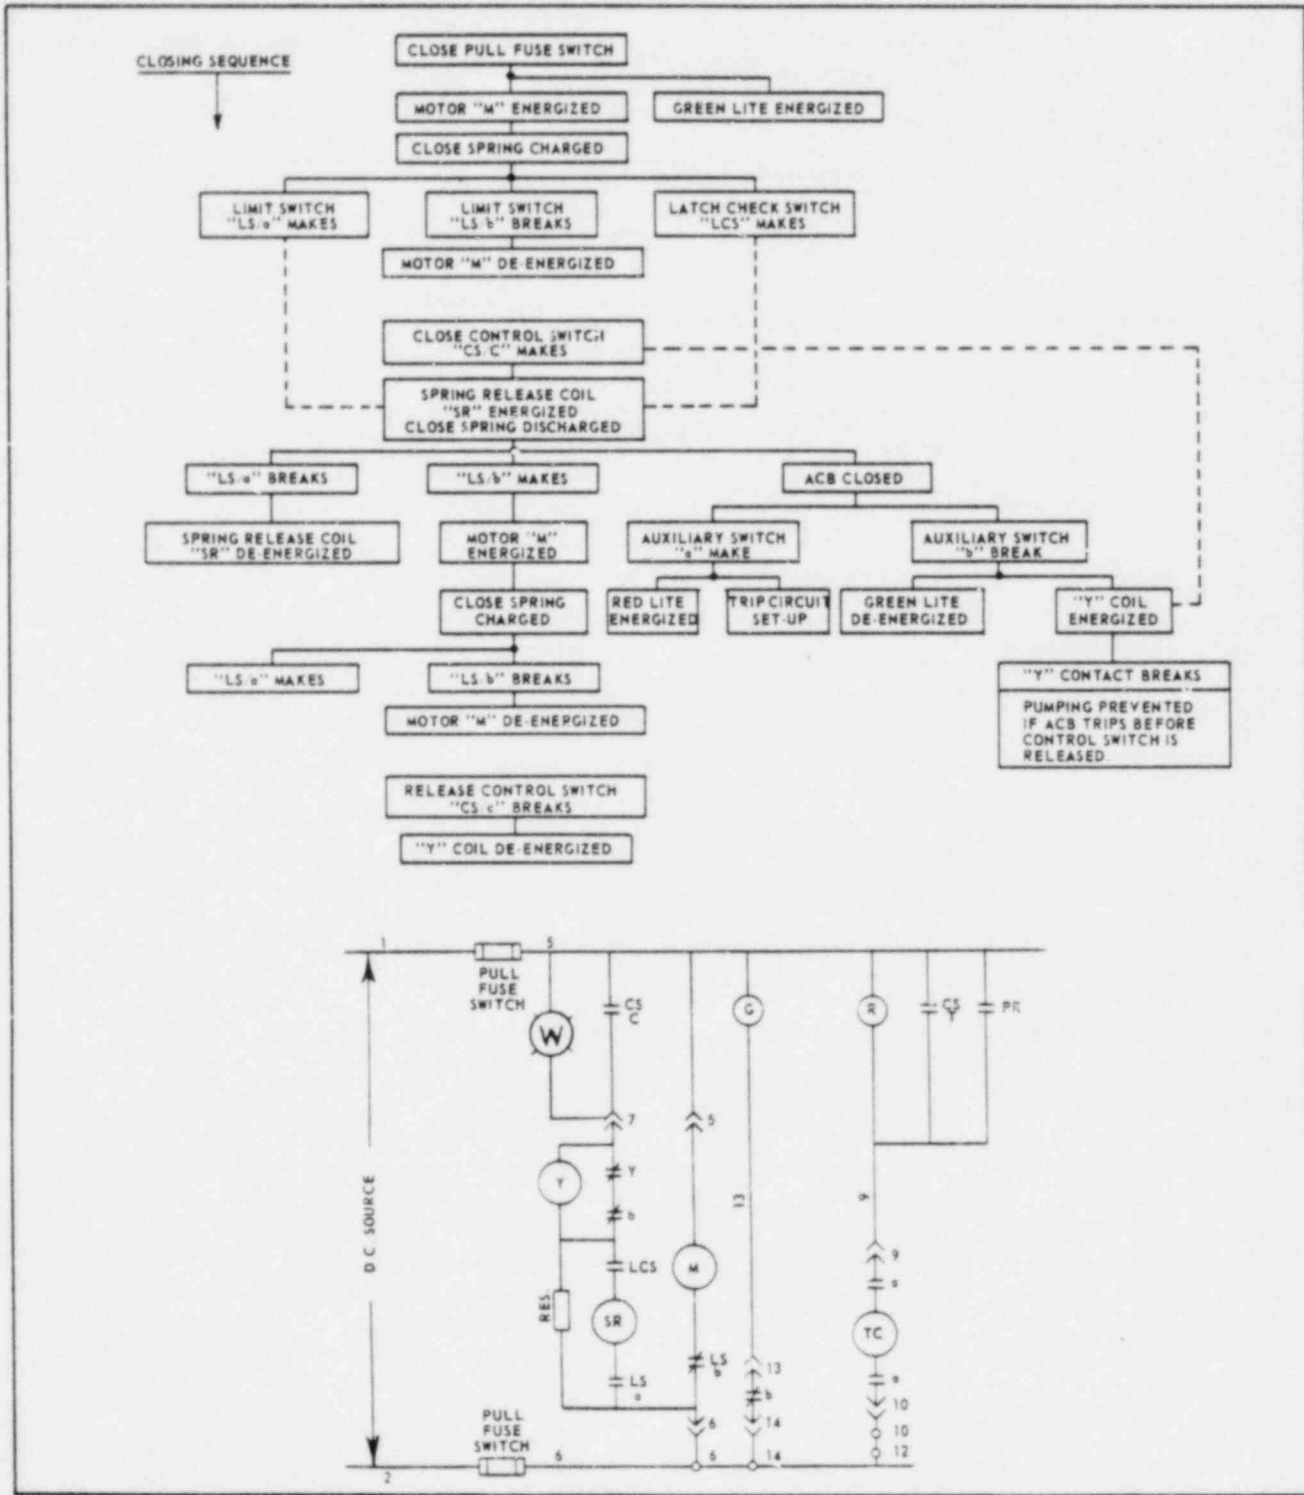 CLOSING SEQUENCE
CLOSE PULL FUSE SWITCH
MOTOR "M" ENERGIZED
GREEN LITE ENERGIZED
CLOSE SPRING CHARGED
LIMIT SWITCH
"LS/a" MAKES
LIMIT SWITCH
"LS/b" BREAKS
LATCH CHECK SWITCH
"LCS" MAKES
MOTOR "M" DE-ENERGIZED
CLOSE CONTROL SWITCH
"CS/C" MAKES
SPRING RELEASE COIL
"SR" ENERGIZED
CLOSE SPRING DISCHARGED
"LS/a" BREAKS
"LS/b" MAKES
ACB CLOSED
SPRING RELEASE COIL
"SR" DE-ENERGIZED
MOTOR "M"
ENERGIZED
AUXILIARY SWITCH
"a" MAKE
AUXILIARY SWITCH
"b" BREAK
CLOSE SPRING
CHARGED
RED LITE
ENERGIZED
TRIP CIRCUIT
SET-UP
GREEN LITE
DE-ENERGIZED
"Y" COIL
ENERGIZED
"LS/a" MAKES
"LS/b" BREAKS
"Y" CONTACT BREAKS
PUMPING PREVENTED
IF ACB TRIPS BEFORE
CONTROL SWITCH IS
RELEASED.
MOTOR "M" DE-ENERGIZED
RELEASE CONTROL SWITCH
"CS/c" BREAKS
"Y" COIL DE-ENERGIZED
1
5
PULL
FUSE
SWITCH
W
CS
C
G
R
CS
T
PR
7
5
Y
Y
b
13
9
D.C. SOURCE
LCS
M
9
a
RES.
SR
TC
LS
a
LS
b
13
b
a
10
6
14
10
12
PULL
FUSE
SWITCH
2
6
6
14